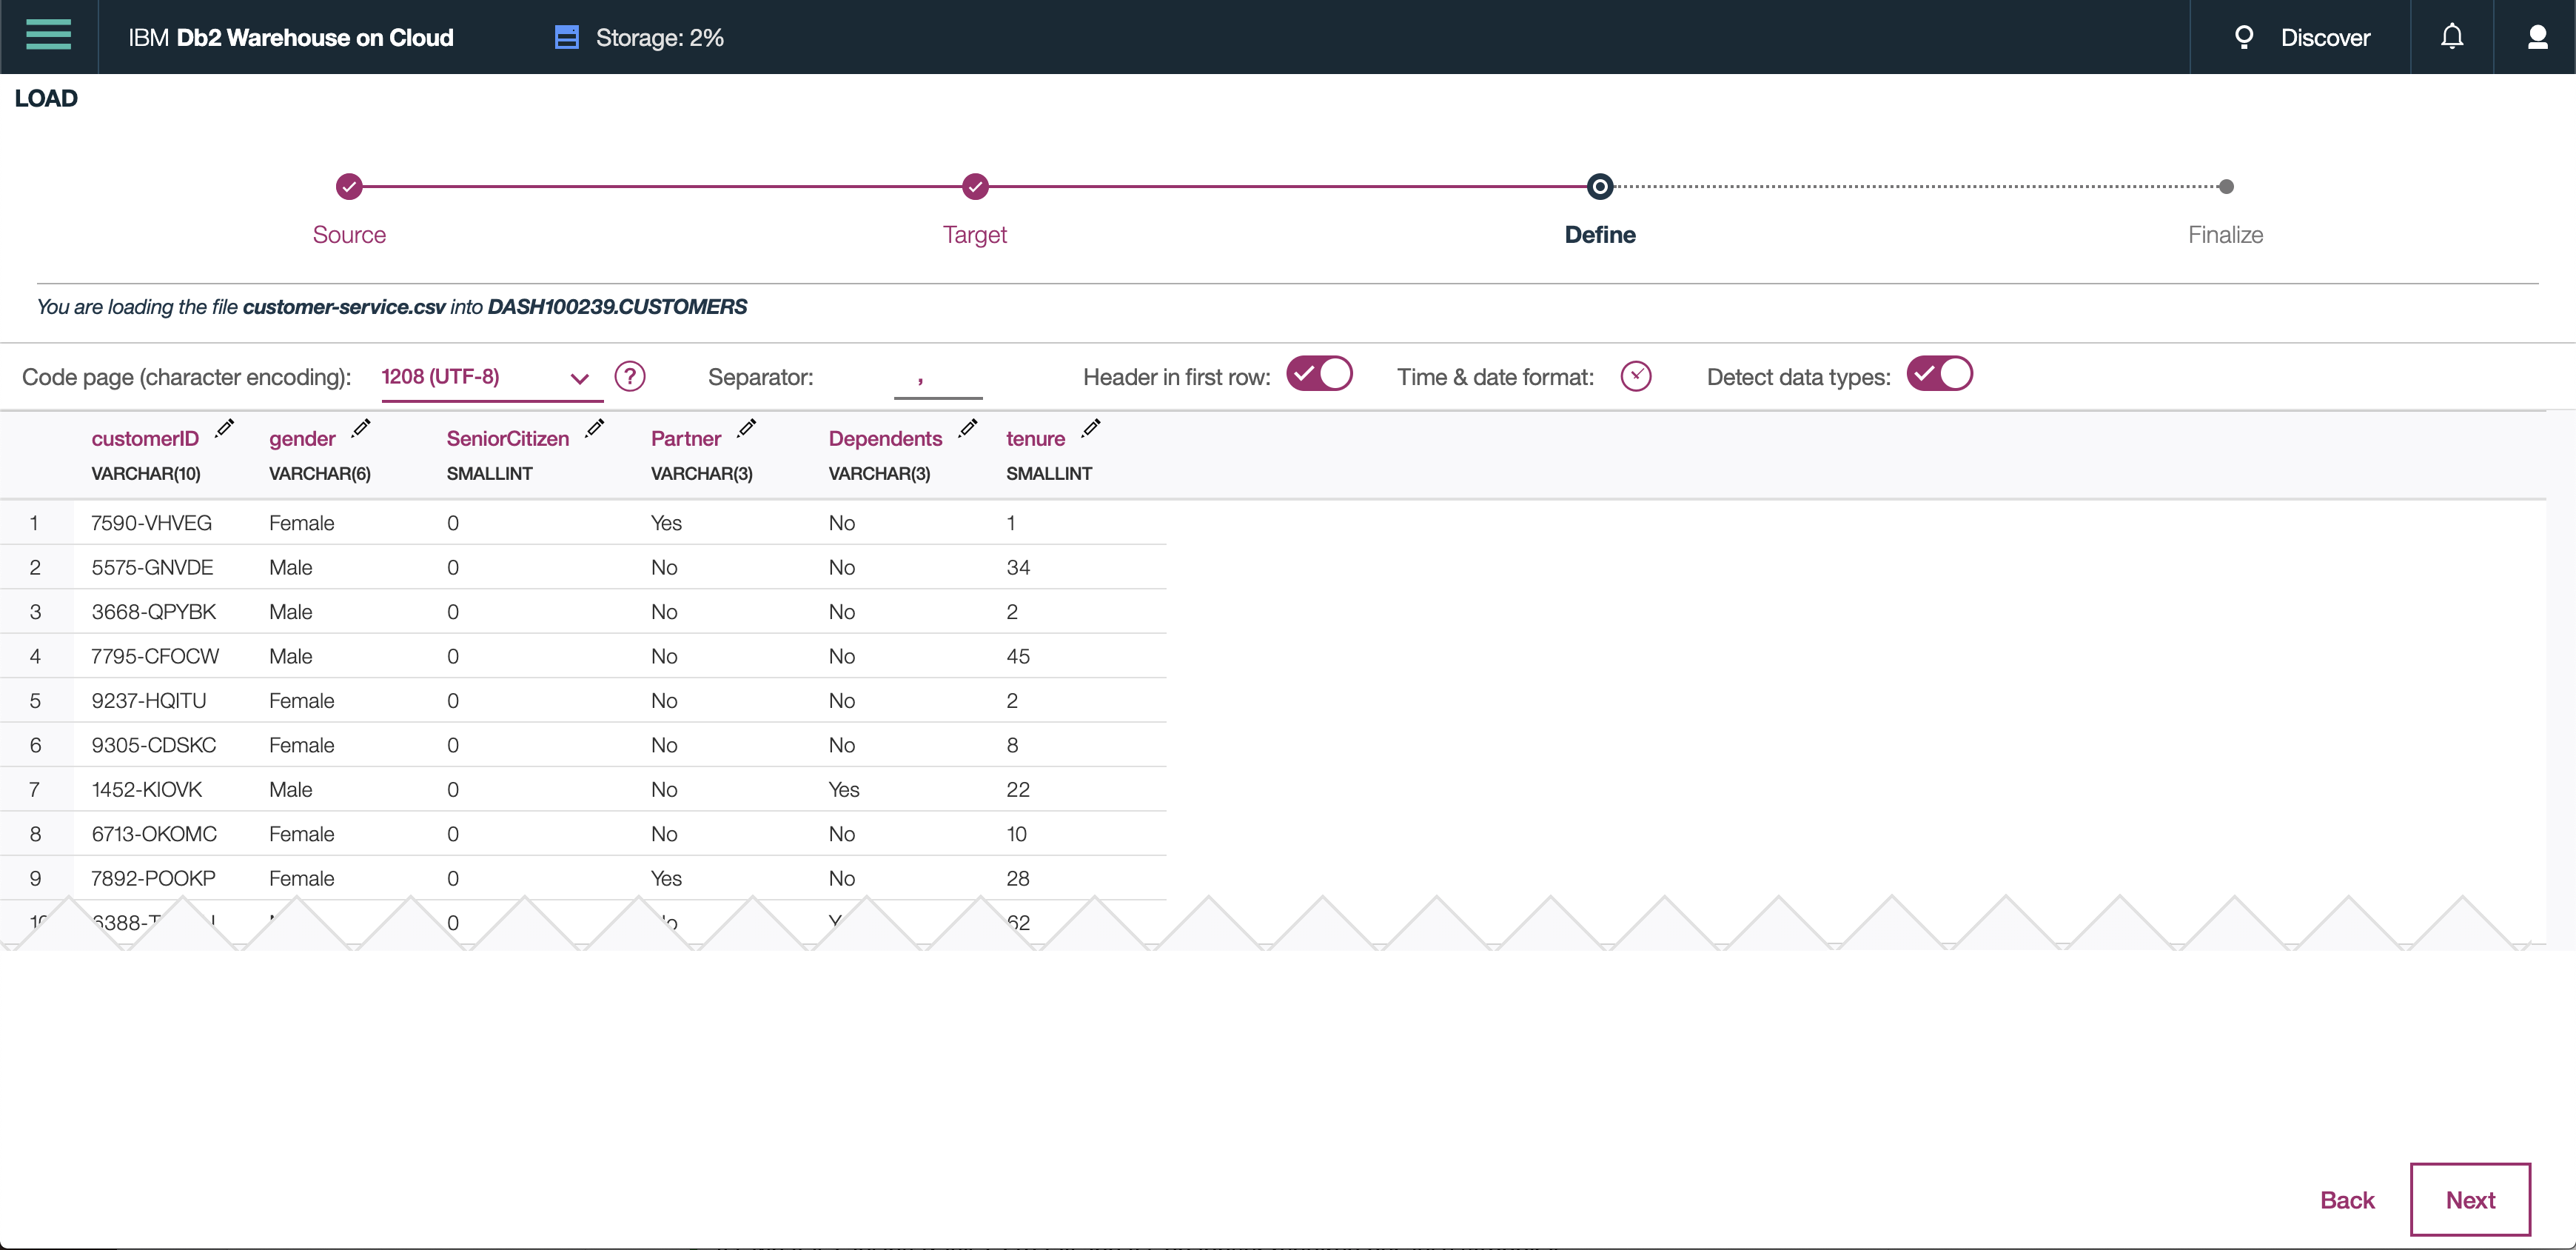 IBM Db2 Warehouse on Cloud Storage: 2% Discover
LOAD
Source Target Define Finalize
You are loading the file customer-service.csv into DASH100239.CUSTOMERS
Code page (character encoding): 1208 (UTF-8) ? Separator: , Header in first row: Time & date format: Detect data types:
customerID gender SeniorCitizen Partner Dependents tenure
VARCHAR(10) VARCHAR(6) SMALLINT VARCHAR(3) VARCHAR(3) SMALLINT
1 7590-VHVEG Female 0 Yes No 1
2 5575-GNVDE Male 0 No No 34
3 3668-QPYBK Male 0 No No 2
4 7795-CFOCW Male 0 No No 45
5 9237-HQITU Female 0 No No 2
6 9305-CDSKC Female 0 No No 8
7 1452-KIOVK Male 0 No Yes 22
8 6713-OKOMC Female 0 No No 10
9 7892-POOKP Female 0 Yes No 28
10 0 62
Back Next